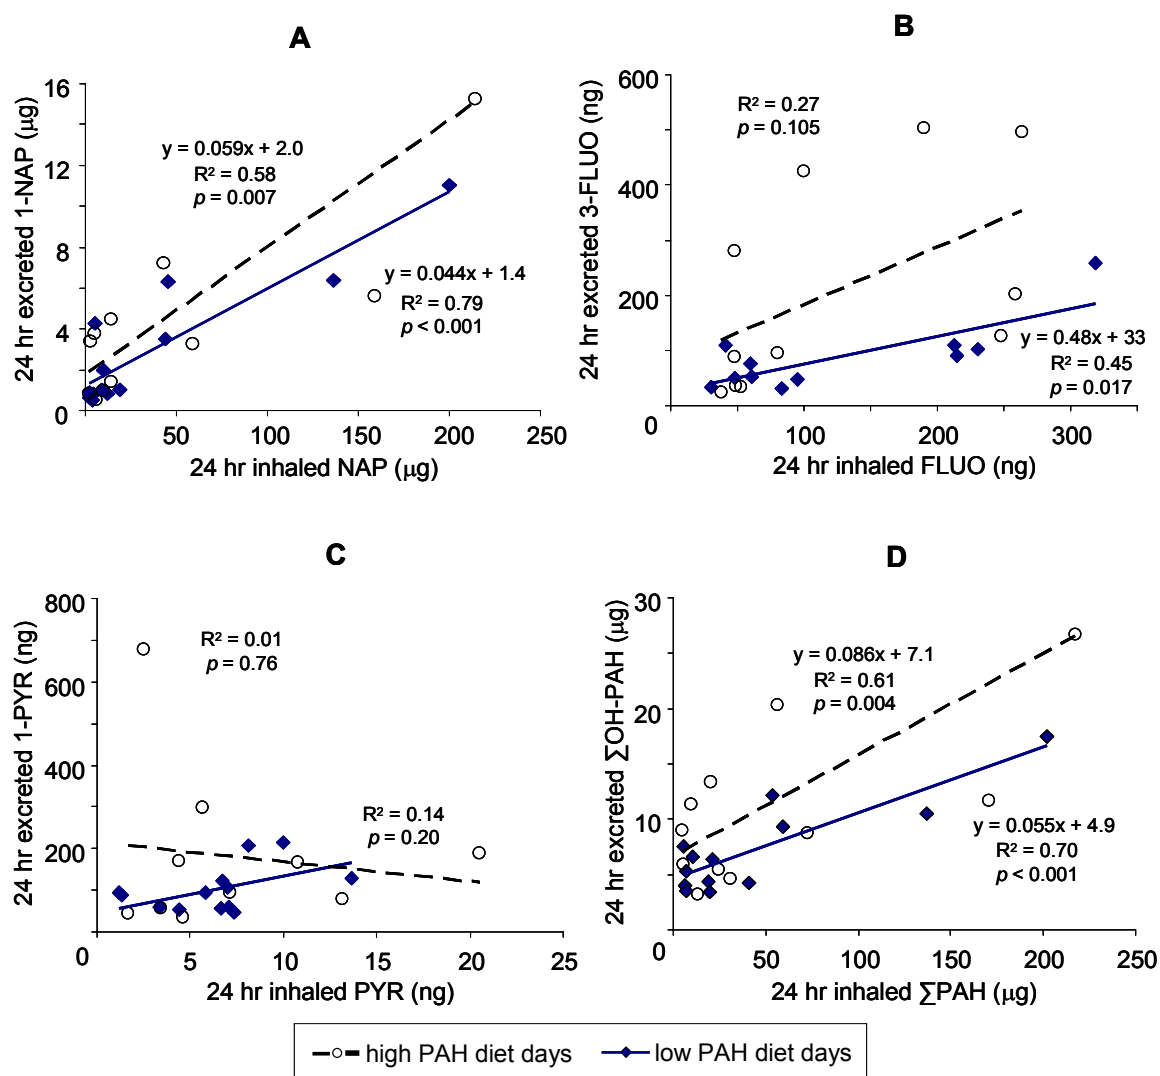 A
16
12
8
4
0
50
100
150
200
250
24 hr excreted 1-NAP (μg)
24 hr inhaled NAP (μg)
y = 0.059x + 2.0
R² = 0.58
p = 0.007
y = 0.044x + 1.4
R² = 0.79
p < 0.001
B
600
400
200
0
100
200
300
24 hr excreted 3-FLUO (ng)
24 hr inhaled FLUO (ng)
R² = 0.27
p = 0.105
y = 0.48x + 33
R² = 0.45
p = 0.017
C
800
600
400
200
0
5
10
15
20
25
24 hr excreted 1-PYR (ng)
24 hr inhaled PYR (ng)
R² = 0.01
p = 0.76
R² = 0.14
p = 0.20
D
30
20
10
0
50
100
150
200
250
24 hr excreted ∑OH-PAH (μg)
24 hr inhaled ∑PAH (μg)
y = 0.086x + 7.1
R² = 0.61
p = 0.004
y = 0.055x + 4.9
R² = 0.70
p < 0.001
high PAH diet days
low PAH diet days